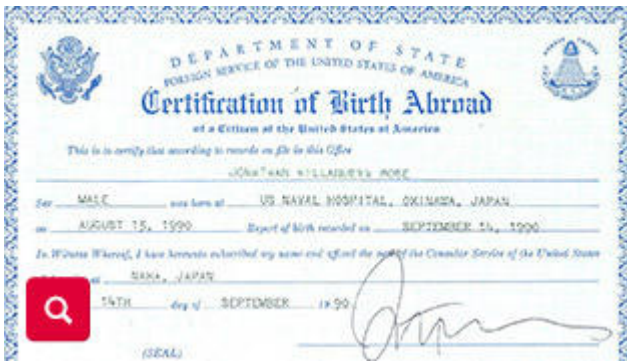 DEPARTMENT OF STATE
FOREIGN SERVICE OF THE UNITED STATES OF AMERICA
Certification of Birth Abroad
of a Citizen of the United States of America
This is to certify that according to records on file in this Office
JONATHAN ROSE
Sex MALE was born at US NAVAL HOSPITAL, OKINAWA, JAPAN
on AUGUST 15, 1990 Report of birth recorded on SEPTEMBER 14, 1990
In Witness Whereof, I have hereunto subscribed my name and affixed the seal of the Consular Service of the United States
at NAHA, JAPAN
14TH day of SEPTEMBER 19 90
(SEAL)